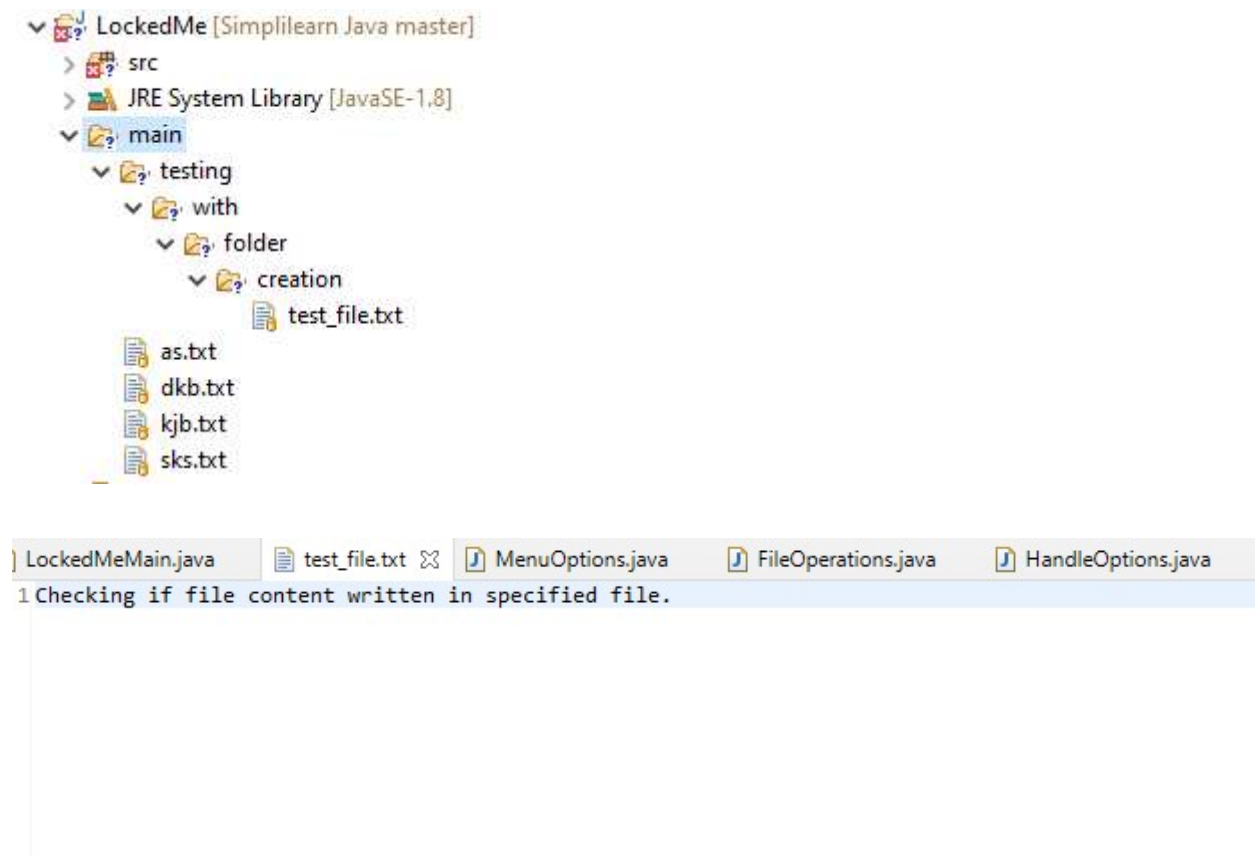 LockedMe [Simplilearn Java master]
src
JRE System Library [JavaSE-1.8]
main
testing
with
folder
creation
test_file.txt
as.txt
dkb.txt
kjb.txt
sks.txt
LockedMeMain.java test_file.txt MenuOptions.java FileOperations.java HandleOptions.java
1 Checking if file content written in specified file.